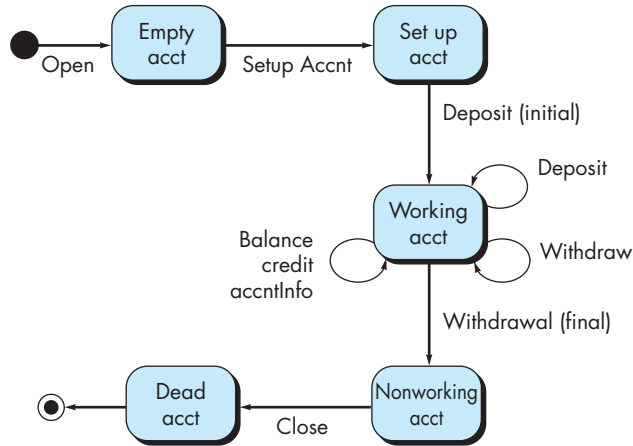 Empty
acct
Open
Setup Accnt
Set up
acct
Deposit (initial)
Deposit
Working
acct
Balance
credit
accntInfo
Withdraw
Withdrawal (final)
Dead
acct
Close
Nonworking
acct